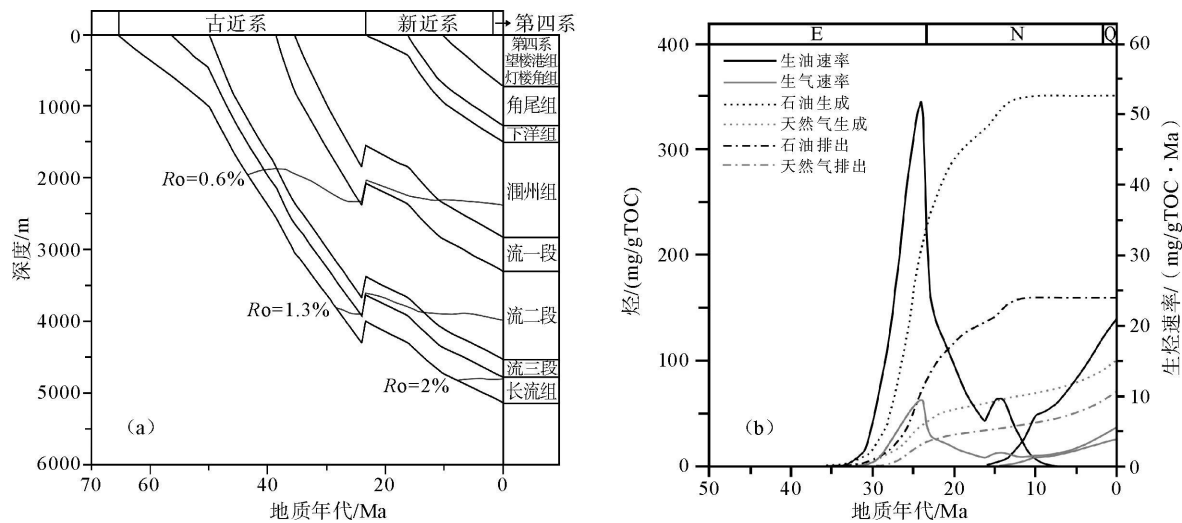 古近系 新近系 第四系
0
1000
2000
3000
4000
5000
6000
深度/m
70 60 40 20 0
地质年代/Ma
Ro=0.6%
Ro=1.3%
Ro=2%
(a)
第四系
望楼港组
灯楼角组
角尾组
下洋组
涠州组
流一段
流二段
流三段
长流组
E N Q
400
300
200
100
0
烃/(mg/gTOC)
60
50
40
30
20
10
0
生烃速率/(mg/gTOC·Ma)
生油速率
生气速率
石油生成
天然气生成
石油排出
天然气排出
(b)
50 40 30 20 10 0
地质年代/Ma